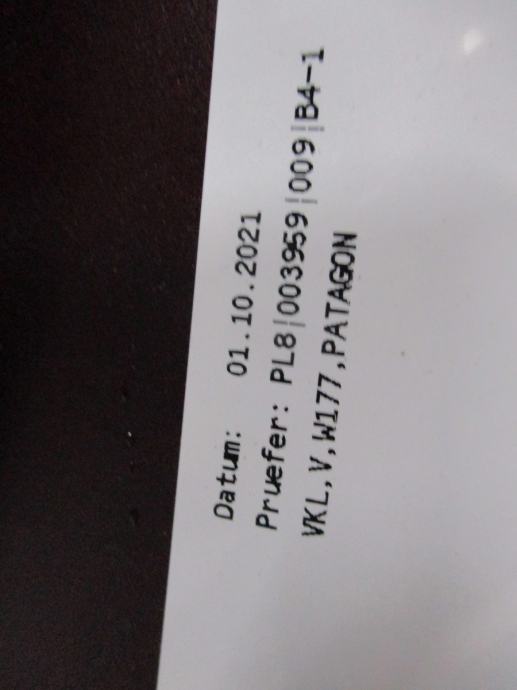 Datum: 01.10.2021
Pruefer: PL8|003959|009|B4-1
VKL,V,W177,PATAGON